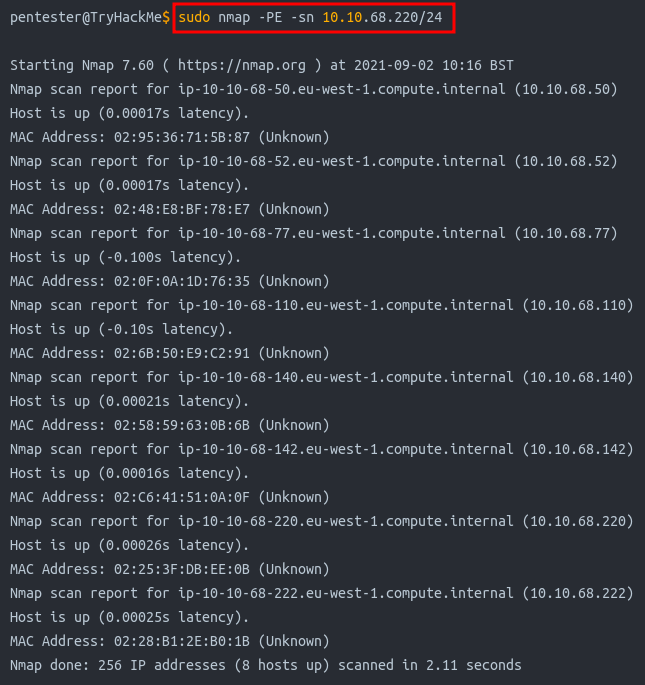 pentester@TryHackMe$ sudo nmap -PE -sn 10.10.68.220/24
Starting Nmap 7.60 ( https://nmap.org ) at 2021-09-02 10:16 BST
Nmap scan report for ip-10-10-68-50.eu-west-1.compute.internal (10.10.68.50)
Host is up (0.00017s latency).
MAC Address: 02:95:36:71:5B:87 (Unknown)
Nmap scan report for ip-10-10-68-52.eu-west-1.compute.internal (10.10.68.52)
Host is up (0.00017s latency).
MAC Address: 02:48:E8:BF:78:E7 (Unknown)
Nmap scan report for ip-10-10-68-77.eu-west-1.compute.internal (10.10.68.77)
Host is up (-0.100s latency).
MAC Address: 02:0F:0A:1D:76:35 (Unknown)
Nmap scan report for ip-10-10-68-110.eu-west-1.compute.internal (10.10.68.110)
Host is up (-0.10s latency).
MAC Address: 02:6B:50:E9:C2:91 (Unknown)
Nmap scan report for ip-10-10-68-140.eu-west-1.compute.internal (10.10.68.140)
Host is up (0.00021s latency).
MAC Address: 02:58:59:63:0B:6B (Unknown)
Nmap scan report for ip-10-10-68-142.eu-west-1.compute.internal (10.10.68.142)
Host is up (0.00016s latency).
MAC Address: 02:C6:41:51:0A:0F (Unknown)
Nmap scan report for ip-10-10-68-220.eu-west-1.compute.internal (10.10.68.220)
Host is up (0.00026s latency).
MAC Address: 02:25:3F:DB:EE:0B (Unknown)
Nmap scan report for ip-10-10-68-222.eu-west-1.compute.internal (10.10.68.222)
Host is up (0.00025s latency).
MAC Address: 02:28:B1:2E:B0:1B (Unknown)
Nmap done: 256 IP addresses (8 hosts up) scanned in 2.11 seconds